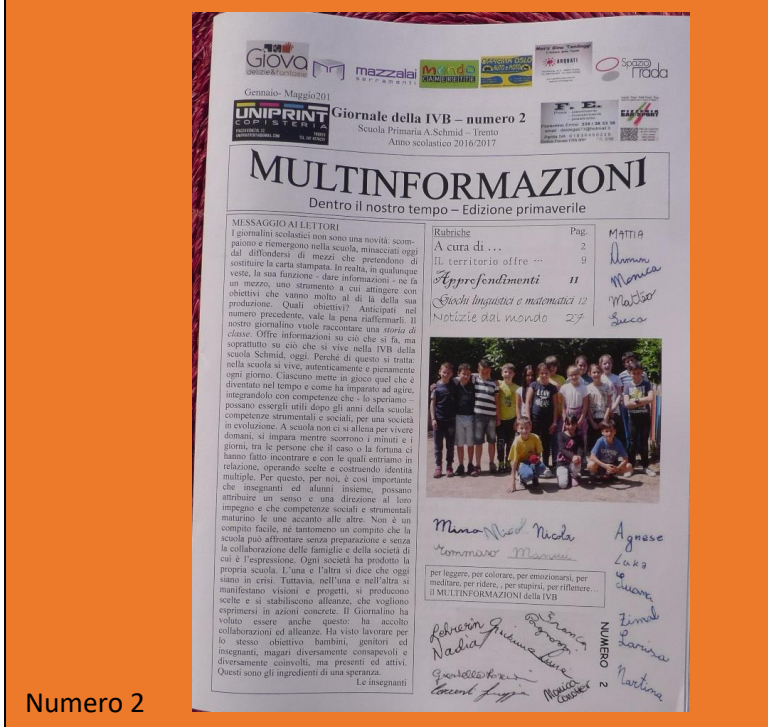 Giova
delizie&fantasie
mazzalai
serramenti
MONDO
CAMERETTA
Spazio
Trada
Gennaio- Maggio201
UNIPRINT
COPISTERIA
Giornale della IVB – numero 2
Scuola Primaria A.Schmid – Trento
Anno scolastico 2016/2017
F. E.
MULTINFORMAZIONI
Dentro il nostro tempo – Edizione primaverile
MESSAGGIO AI LETTORI
I giornalini scolastici non sono una novità: scom-
paiono e riemergono nella scuola, minacciati oggi
dal diffondersi di mezzi che pretendono di
sostituire la carta stampata. In realtà, in qualunque
veste, la sua funzione - dare informazioni - ne fa
un mezzo, uno strumento a cui attingere con
obiettivi che vanno molto al di là della sua
produzione. Quali obiettivi? Anticipati nel
numero precedente, vale la pena riaffermarli. Il
nostro giornalino vuole raccontare una storia di
classe. Offre informazioni su ciò che si fa, ma
soprattutto su ciò che si vive nella IVB della
scuola Schmid, oggi. Perché di questo si tratta:
nella scuola si vive, autenticamente e pienamente
ogni giorno. Ciascuno mette in gioco quel che è
diventato nel tempo e come ha imparato ad agire,
integrandolo con competenze che - lo speriamo –
possano essergli utili dopo gli anni della scuola:
competenze strumentali e sociali, per una società
in evoluzione. A scuola non ci si allena per vivere
domani, si impara mentre scorrono i minuti e i
giorni, tra le persone che il caso o la fortuna ci
hanno fatto incontrare e con le quali entriamo in
relazione, operando scelte e costruendo identità
multiple. Per questo, per noi, è così importante
che insegnanti ed alunni insieme, possano
attribuire un senso e una direzione al loro
impegno e che competenze sociali e strumentali
maturino le une accanto alle altre. Non è un
compito facile, né tantomeno un compito che la
scuola può affrontare senza preparazione e senza
la collaborazione delle famiglie e della società di
cui è l'espressione. Ogni società ha prodotto la
propria scuola. L'una e l'altra si dice che oggi
siano in crisi. Tuttavia, nell'una e nell'altra si
manifestano visioni e progetti, si producono
scelte e si stabiliscono alleanze, che vogliono
esprimersi in azioni concrete. Il Giornalino ha
voluto essere anche questo: ha accolto
collaborazioni ed alleanze. Ha visto lavorare per
lo stesso obiettivo bambini, genitori ed
insegnanti, magari diversamente consapevoli e
diversamente coinvolti, ma presenti ed attivi.
Questi sono gli ingredienti di una speranza.
Le insegnanti
Rubriche Pag.
A cura di … 2
IL territorio offre … 9
Approfondimenti 11
Giochi linguistici e matematici 12
Notizie dal mondo 27
MATTIA
Armin
Monica
Matteo
Luca
Nicola
Tommaso
Agnese
Luka
Zimal
Larissa
Martina
per leggere, per colorare, per emozionarsi, per
meditare, per ridere, , per stupirsi, per riflettere…
il MULTINFORMAZIONI della IVB
Nadia
Franca
Monica
NUMERO 2
Numero 2